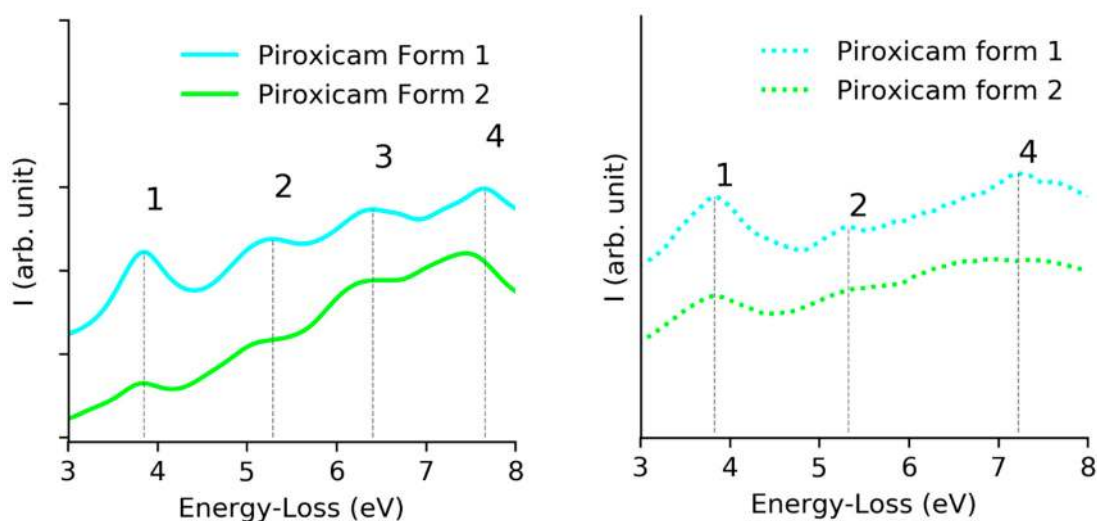 Piroxicam Form 1
Piroxicam Form 2
1
2
3
4
I (arb. unit)
3 4 5 6 7 8
Energy-Loss (eV)
Piroxicam form 1
Piroxicam form 2
1
2
4
I (arb. unit)
3 4 5 6 7 8
Energy-Loss (eV)